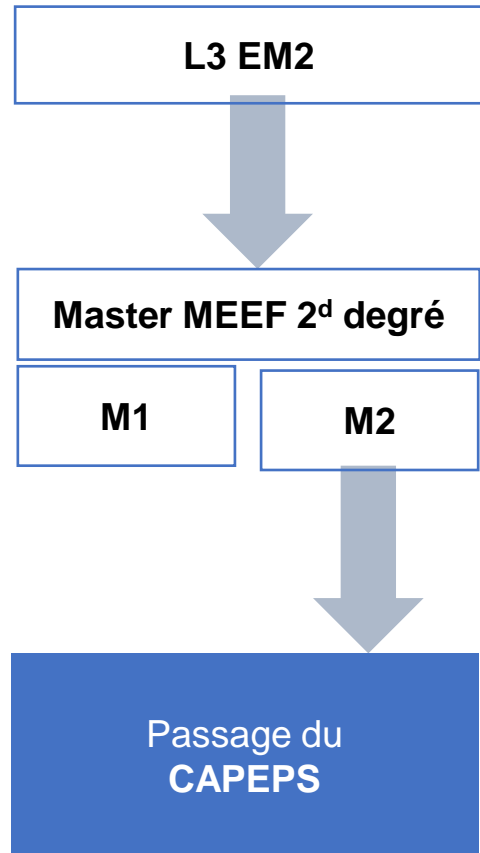 L3 EM2
Master MEEF 2ᵈ degré
M1
M2
Passage du
CAPEPS